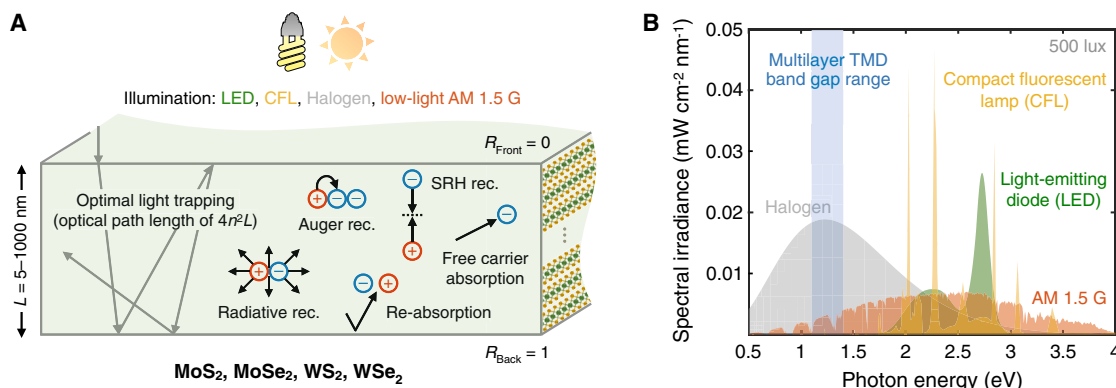 A
Illumination: LED, CFL, Halogen, low-light AM 1.5 G
R_Front = 0
Optimal light trapping
(optical path length of 4n²L)
Auger rec.
SRH rec.
Free carrier
absorption
Radiative rec.
Re-absorption
L = 5–1000 nm
R_Back = 1
MoS₂, MoSe₂, WS₂, WSe₂
B
Spectral irradiance (mW cm⁻² nm⁻¹)
0.05
0.04
0.03
0.02
0.01
500 lux
Multilayer TMD
band gap range
Compact fluorescent
lamp (CFL)
Light-emitting
diode (LED)
Halogen
AM 1.5 G
0.5 1 1.5 2 2.5 3 3.5 4
Photon energy (eV)